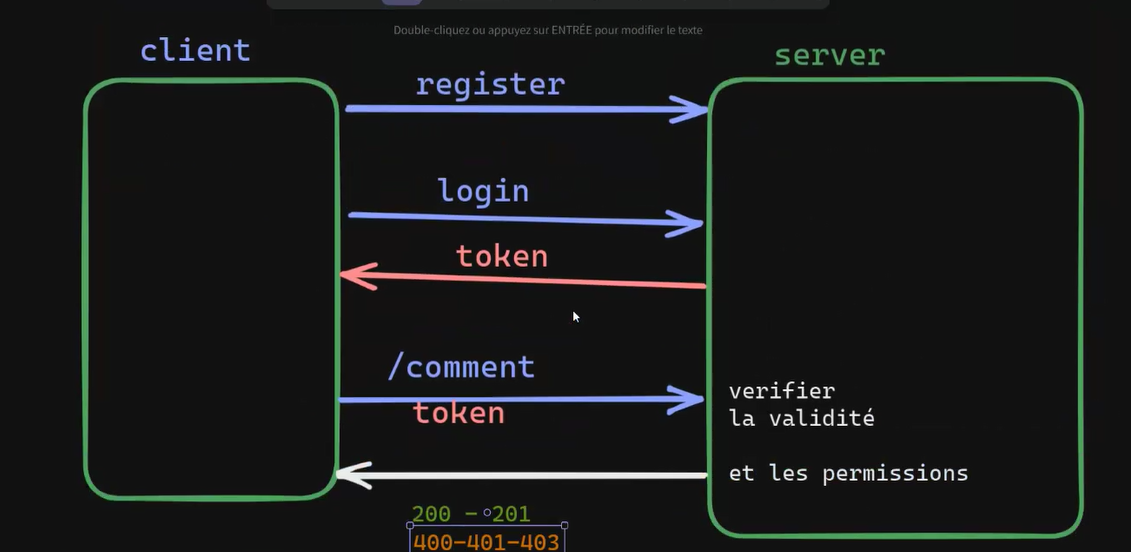 Double-cliquez ou appuyez sur ENTRÉE pour modifier le texte
client
server
register
login
token
/comment
token
verifier
la validité
et les permissions
200 - 201
400-401-403